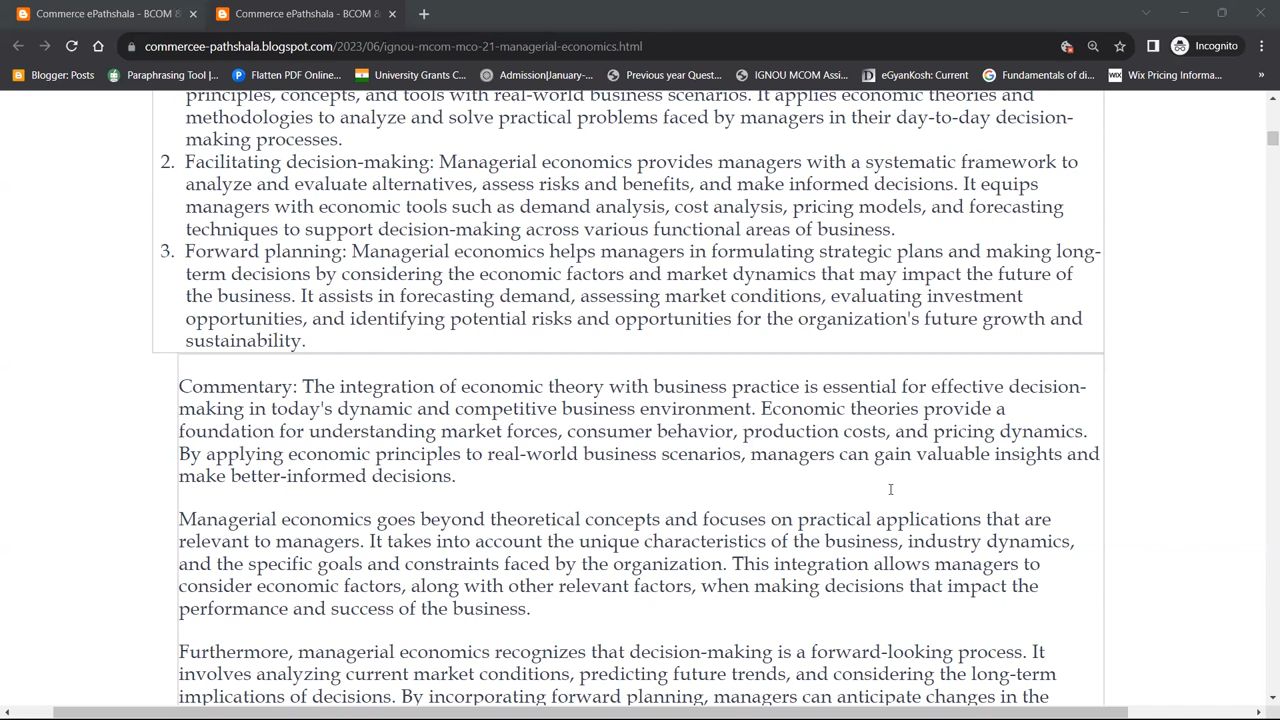 Commerce ePathshala - BCOM &
Commerce ePathshala - BCOM &
commercee-pathshala.blogspot.com/2023/06/ignou-mcom-mco-21-managerial-economics.html
Incognito
Blogger: Posts
Paraphrasing Tool |...
Flatten PDF Online...
University Grants C...
Admission|January-...
Previous year Quest...
IGNOU MCOM Assi...
eGyanKosh: Current
Fundamentals of di...
Wix Pricing Informa...
»
principles, concepts, and tools with real-world business scenarios. It applies economic theories and
methodologies to analyze and solve practical problems faced by managers in their day-to-day decision-
making processes.
2. Facilitating decision-making: Managerial economics provides managers with a systematic framework to
analyze and evaluate alternatives, assess risks and benefits, and make informed decisions. It equips
managers with economic tools such as demand analysis, cost analysis, pricing models, and forecasting
techniques to support decision-making across various functional areas of business.
3. Forward planning: Managerial economics helps managers in formulating strategic plans and making long-
term decisions by considering the economic factors and market dynamics that may impact the future of
the business. It assists in forecasting demand, assessing market conditions, evaluating investment
opportunities, and identifying potential risks and opportunities for the organization's future growth and
sustainability.
Commentary: The integration of economic theory with business practice is essential for effective decision-
making in today's dynamic and competitive business environment. Economic theories provide a
foundation for understanding market forces, consumer behavior, production costs, and pricing dynamics.
By applying economic principles to real-world business scenarios, managers can gain valuable insights and
make better-informed decisions.
Managerial economics goes beyond theoretical concepts and focuses on practical applications that are
relevant to managers. It takes into account the unique characteristics of the business, industry dynamics,
and the specific goals and constraints faced by the organization. This integration allows managers to
consider economic factors, along with other relevant factors, when making decisions that impact the
performance and success of the business.
Furthermore, managerial economics recognizes that decision-making is a forward-looking process. It
involves analyzing current market conditions, predicting future trends, and considering the long-term
implications of decisions. By incorporating forward planning, managers can anticipate changes in the